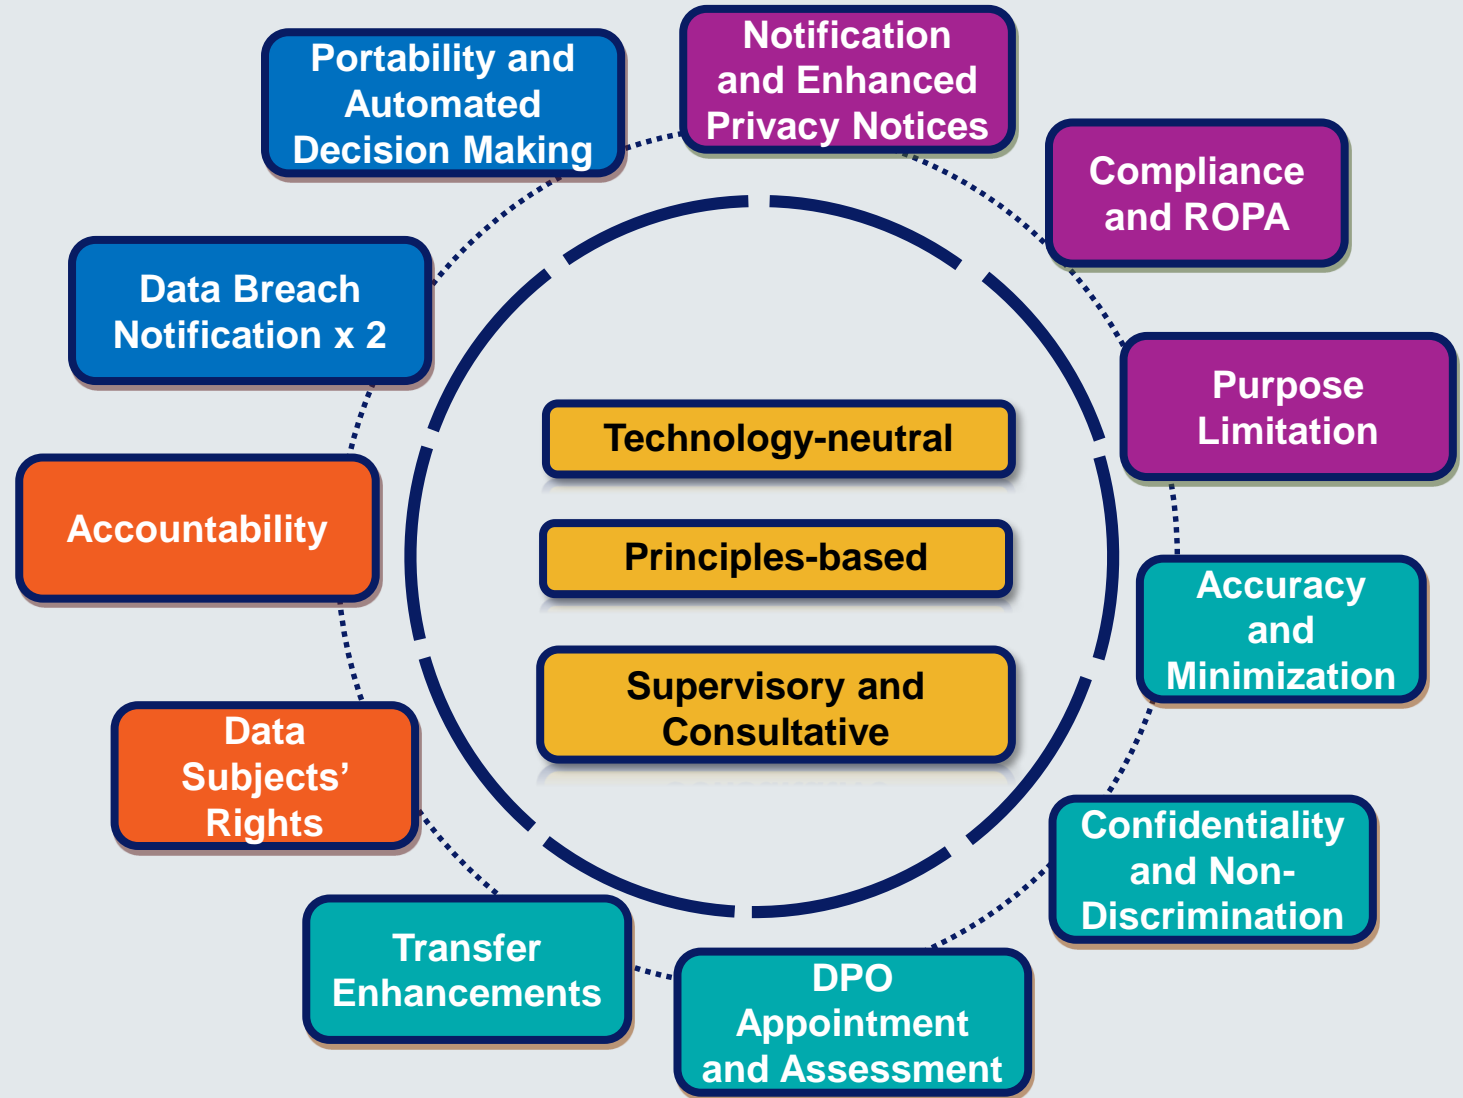 Notification
and Enhanced
Privacy Notices
Portability and
Automated
Decision Making
Compliance
and ROPA
Data Breach
Notification x 2
Purpose
Limitation
Technology-neutral
Accountability
Principles-based
Accuracy
and
Minimization
Supervisory and
Consultative
Data
Subjects’
Rights
Confidentiality
and Non-
Discrimination
Transfer
Enhancements
DPO
Appointment
and Assessment